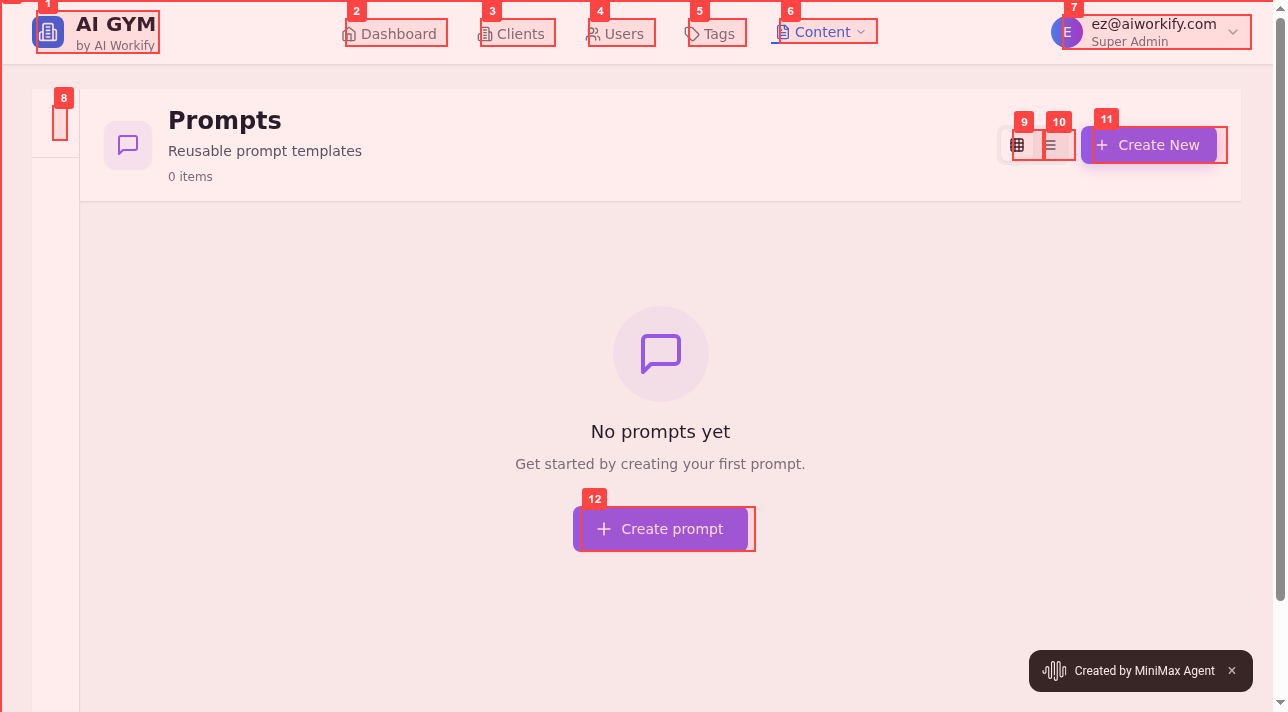 1
AI GYM
by AI Workify
2
Dashboard
3
Clients
4
Users
5
Tags
6
Content
7
E
ez@aiworkify.com
Super Admin
8
Prompts
Reusable prompt templates
0 items
9
10
11
Create New
No prompts yet
Get started by creating your first prompt.
12
Create prompt
Created by MiniMax Agent ×